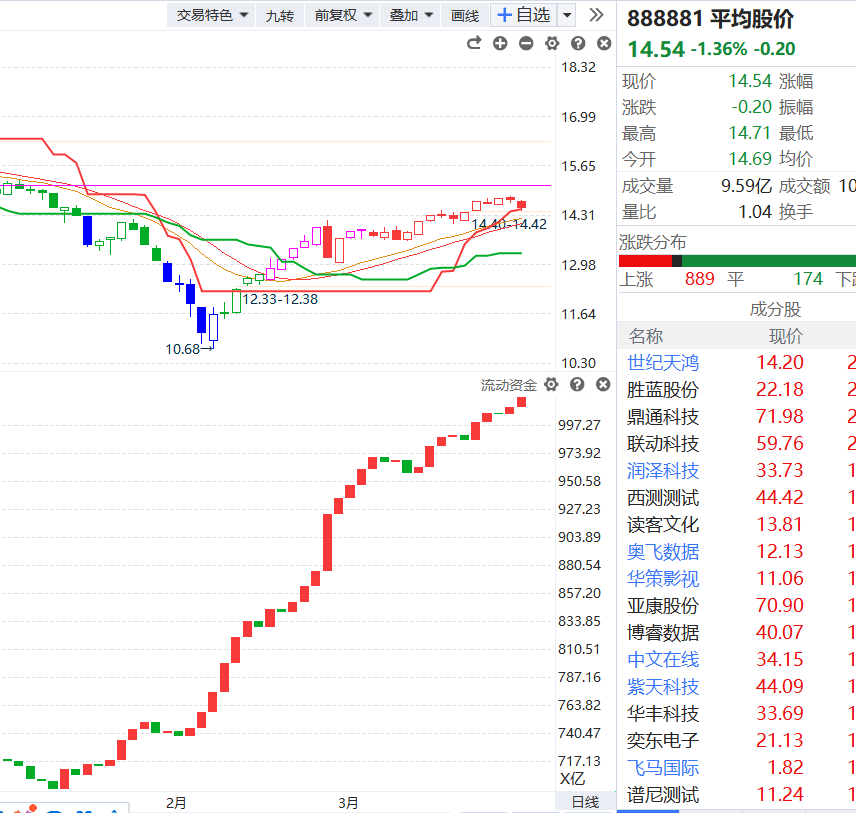 交易特色 九转 前复权 叠加 画线 自选
888881 平均股价
14.54 -1.36% -0.20
18.32
16.99
15.65
14.31
12.98
11.64
10.30
14.40-14.42
12.33-12.38
10.68
现价 14.54 涨幅
涨跌 -0.20 振幅
最高 14.71 最低
今开 14.69 均价
成交量 9.59亿 成交额 10
量比 1.04 换手
涨跌分布
上涨 889 平 174 下跌
成分股
名称 现价
世纪天鸿 14.20 2
胜蓝股份 22.18 2
鼎通科技 71.98 2
联动科技 59.76 2
润泽科技 33.73 1
西测测试 44.42 1
读客文化 13.81 1
奥飞数据 12.13 1
华策影视 11.06 1
亚康股份 70.90 1
博睿数据 40.07 1
中文在线 34.15 1
紫天科技 44.09 1
华丰科技 33.69 1
奕东电子 21.13 1
飞马国际 1.82 1
谱尼测试 11.24 1
流动资金
997.27
973.92
950.58
927.23
903.89
880.54
857.20
833.85
810.51
787.16
763.82
740.47
717.13
X亿
2月 3月 日线